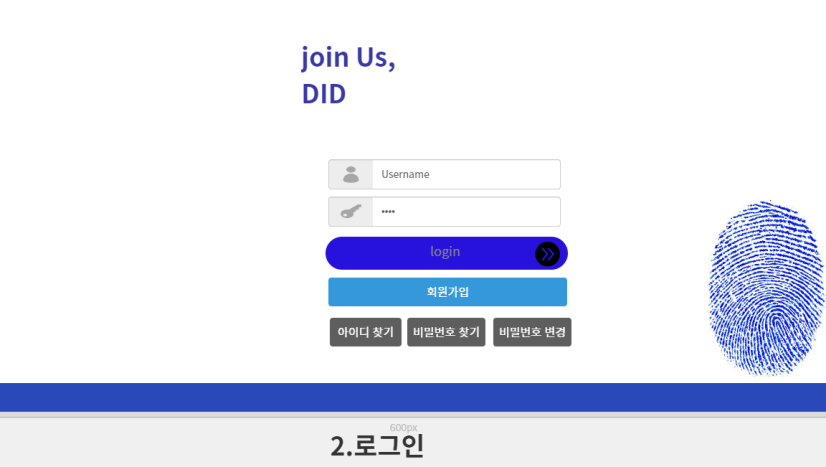 join Us,
DID
Username
••••
login
회원가입
아이디 찾기 비밀번호 찾기 비밀번호 변경
600px
2.로그인